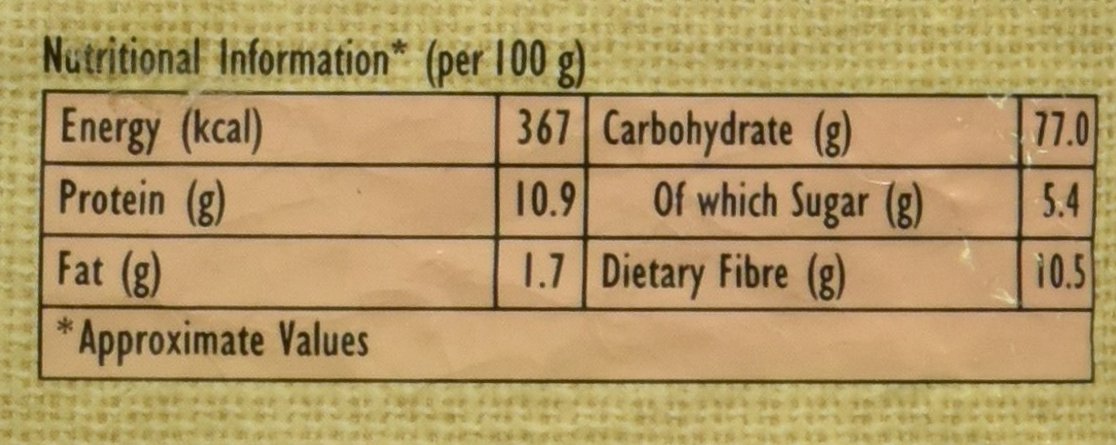 Nutritional Information* (per 100 g)
Energy (kcal) 367 Carbohydrate (g) 77.0
Protein (g) 10.9 Of which Sugar (g) 5.4
Fat (g) 1.7 Dietary Fibre (g) 10.5
*Approximate Values